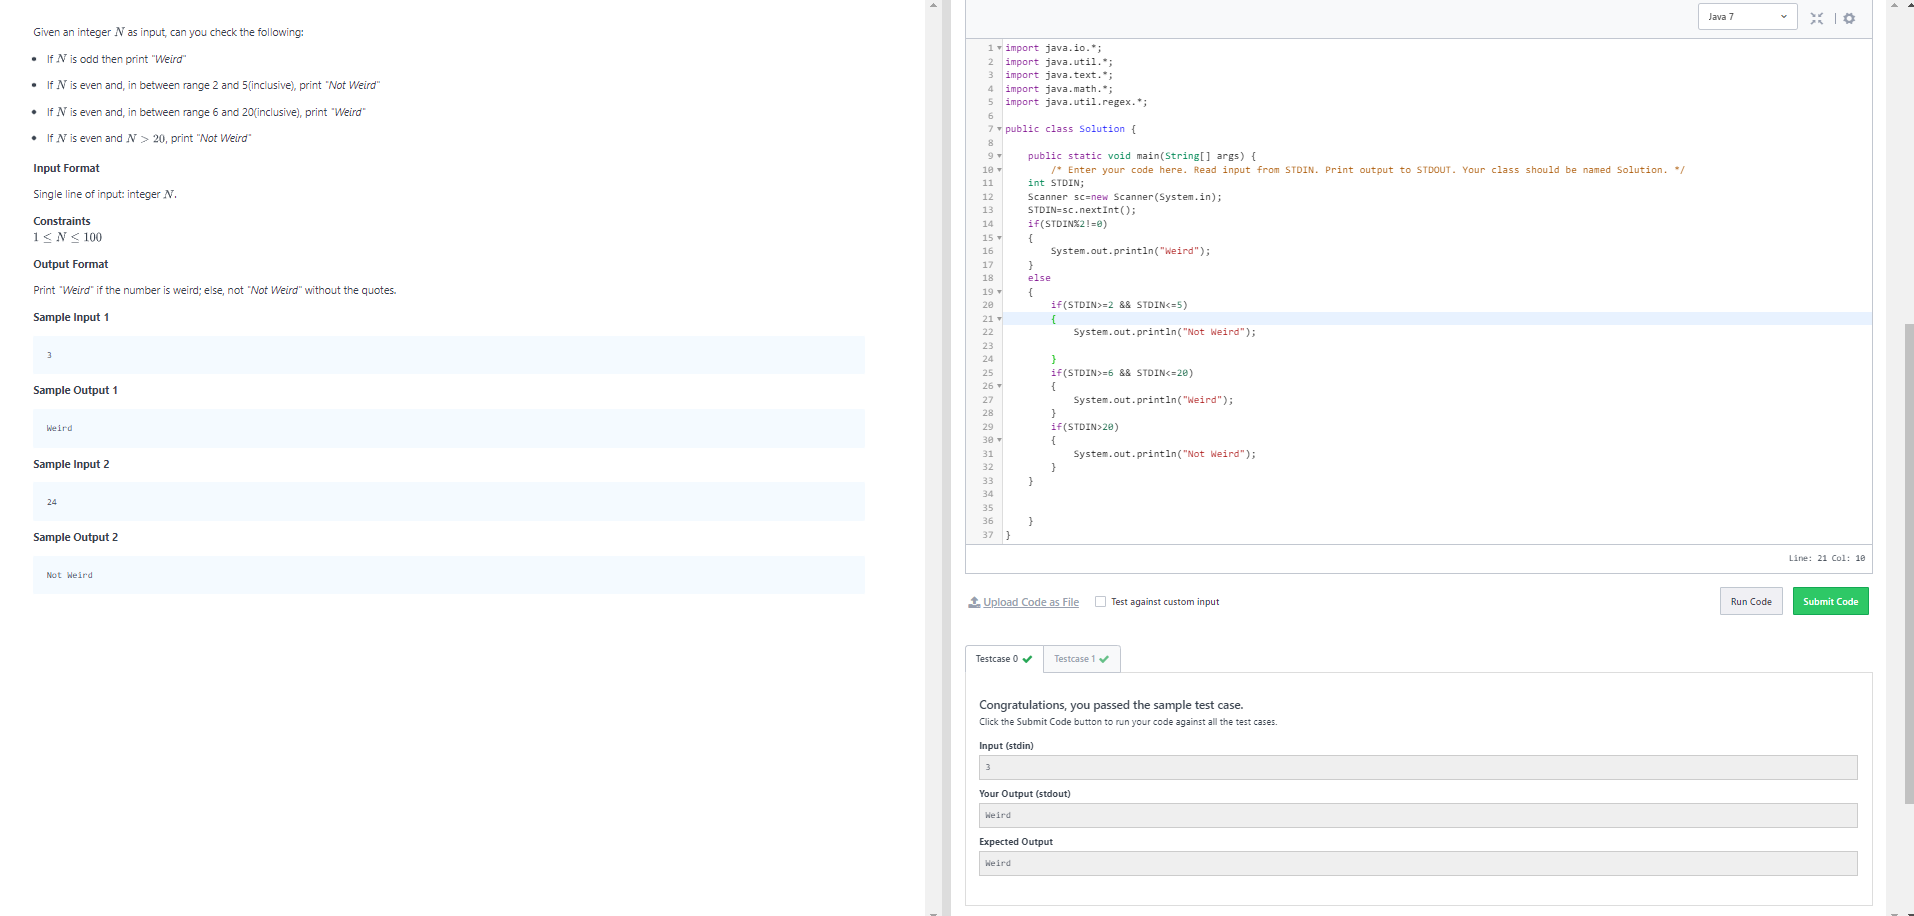 Given an integer N as input, can you check the following:
If N is odd then print "Weird"
If N is even and, in between range 2 and 5(inclusive), print "Not Weird"
If N is even and, in between range 6 and 20(inclusive), print "Weird"
If N is even and N > 20, print "Not Weird"
Input Format
Single line of input: integer N.
Constraints
1 ≤ N ≤ 100
Output Format
Print "Weird" if the number is weird; else, not "Not Weird" without the quotes.
Sample Input 1
3
Sample Output 1
Weird
Sample Input 2
24
Sample Output 2
Not Weird
Java 7
1 import java.io.*;
2 import java.util.*;
3 import java.text.*;
4 import java.math.*;
5 import java.util.regex.*;
6
7 public class Solution {
8
9 public static void main(String[] args) {
10 /* Enter your code here. Read input from STDIN. Print output to STDOUT. Your class should be named Solution. */
11 int STDIN;
12 Scanner sc=new Scanner(System.in);
13 STDIN=sc.nextInt();
14 if(STDIN%2!=0)
15 {
16 System.out.println("Weird");
17 }
18 else
19 {
20 if(STDIN>=2 && STDIN<=5)
21 {
22 System.out.println("Not Weird");
23
24 }
25 if(STDIN>=6 && STDIN<=20)
26 {
27 System.out.println("Weird");
28 }
29 if(STDIN>20)
30 {
31 System.out.println("Not Weird");
32 }
33 }
34
35
36 }
37 }
Line: 21 Col: 10
Upload Code as File
Test against custom input
Run Code
Submit Code
Testcase 0
Testcase 1
Congratulations, you passed the sample test case.
Click the Submit Code button to run your code against all the test cases.
Input (stdin)
3
Your Output (stdout)
Weird
Expected Output
Weird